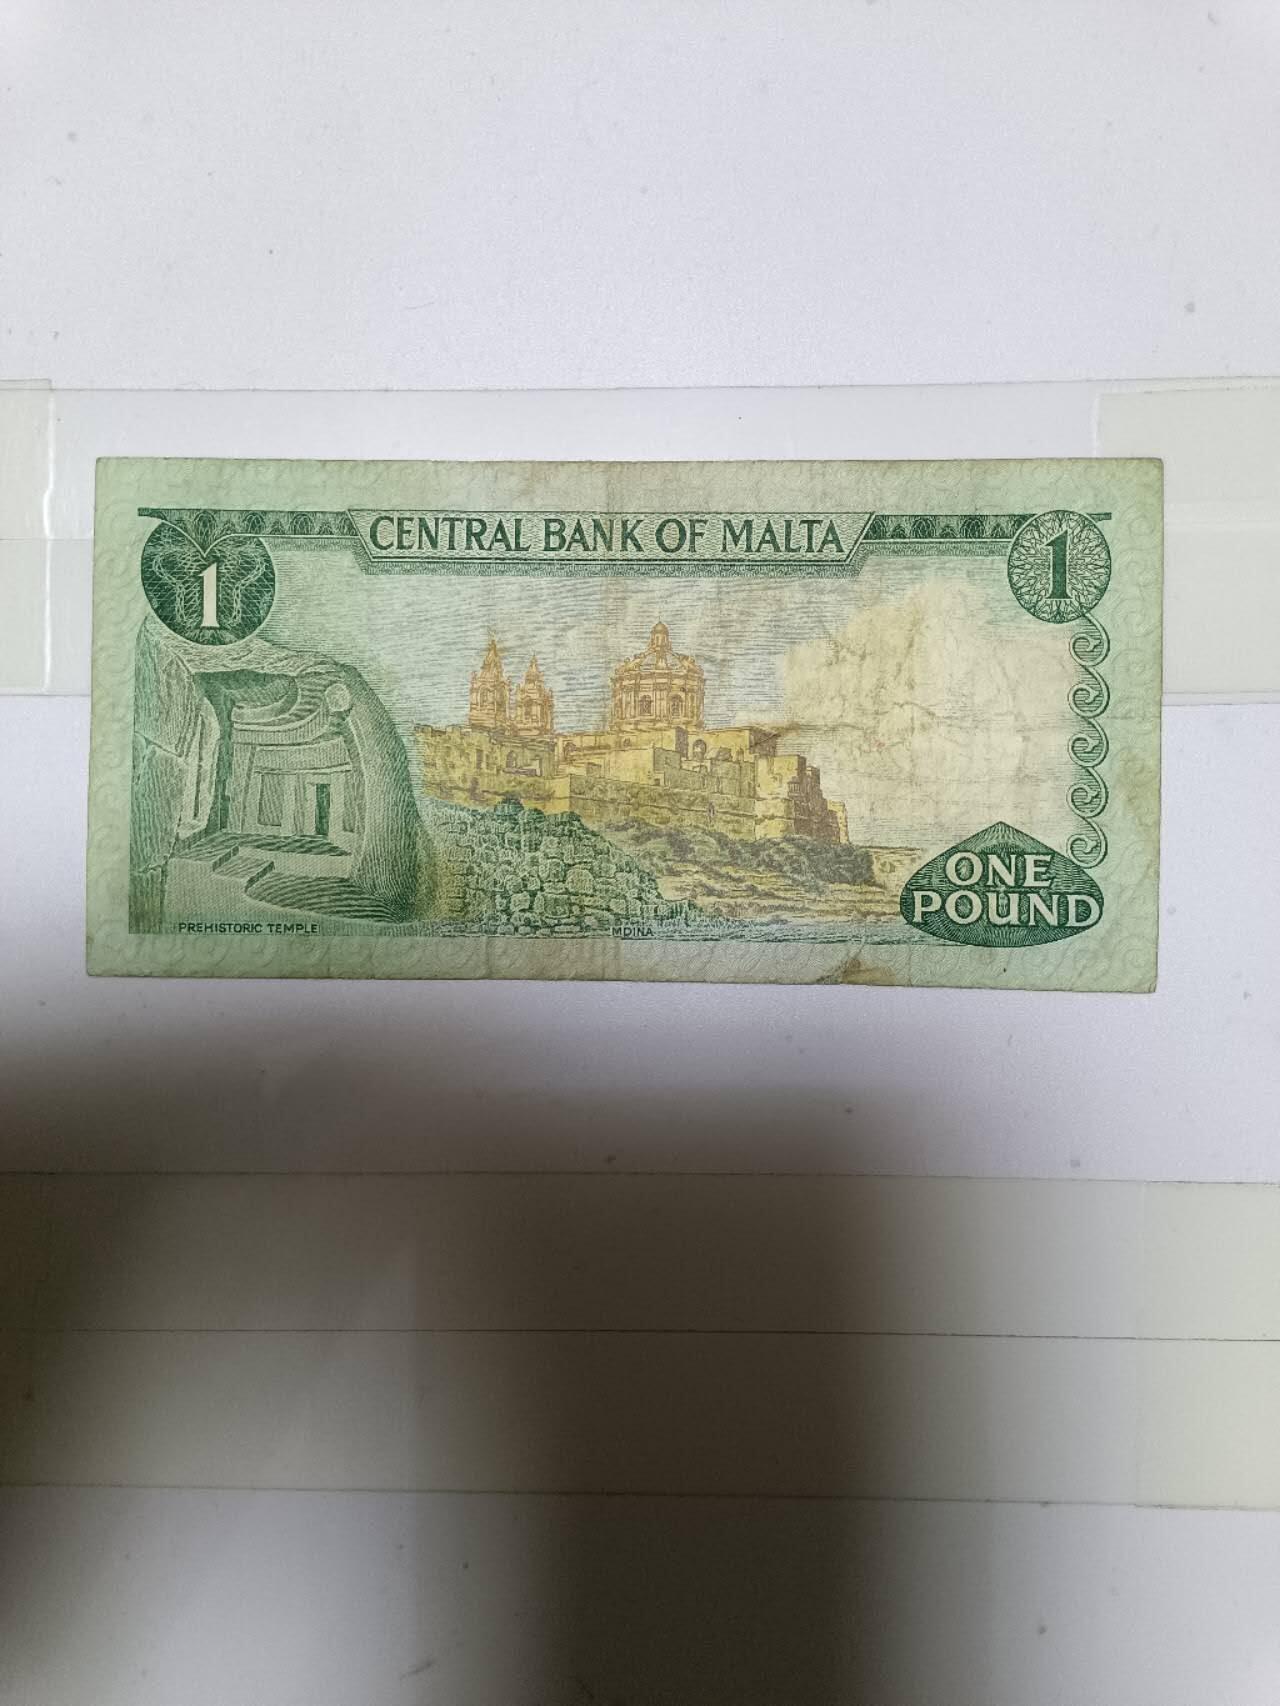 CENTRAL BANK OF MALTA
1
1
ONE
POUND
PREHISTORIC TEMPLE
MDINA